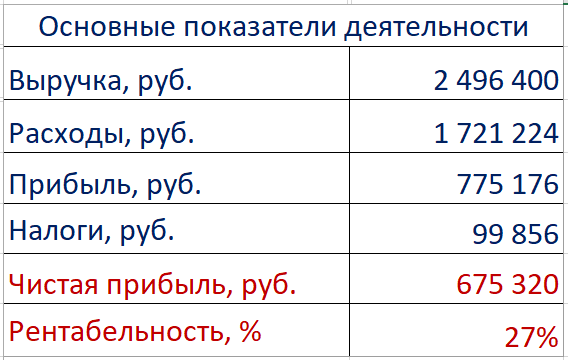 Основные показатели деятельности
Выручка, руб. 2 496 400
Расходы, руб. 1 721 224
Прибыль, руб. 775 176
Налоги, руб. 99 856
Чистая прибыль, руб. 675 320
Рентабельность, % 27%